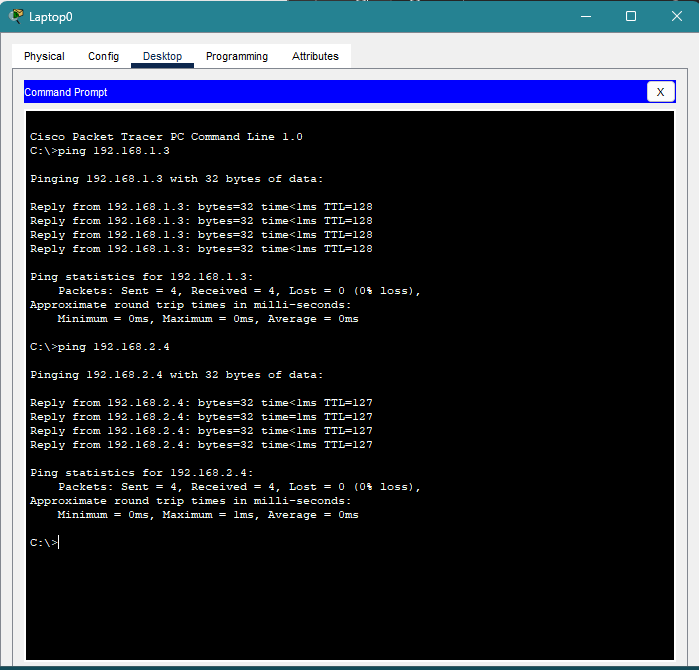 Laptop0
Physical Config Desktop Programming Attributes
Command Prompt X
Cisco Packet Tracer PC Command Line 1.0
C:\>ping 192.168.1.3
Pinging 192.168.1.3 with 32 bytes of data:
Reply from 192.168.1.3: bytes=32 time<1ms TTL=128
Reply from 192.168.1.3: bytes=32 time<1ms TTL=128
Reply from 192.168.1.3: bytes=32 time<1ms TTL=128
Reply from 192.168.1.3: bytes=32 time<1ms TTL=128
Ping statistics for 192.168.1.3:
Packets: Sent = 4, Received = 4, Lost = 0 (0% loss),
Approximate round trip times in milli-seconds:
Minimum = 0ms, Maximum = 0ms, Average = 0ms
C:\>ping 192.168.2.4
Pinging 192.168.2.4 with 32 bytes of data:
Reply from 192.168.2.4: bytes=32 time<1ms TTL=127
Reply from 192.168.2.4: bytes=32 time=1ms TTL=127
Reply from 192.168.2.4: bytes=32 time<1ms TTL=127
Reply from 192.168.2.4: bytes=32 time<1ms TTL=127
Ping statistics for 192.168.2.4:
Packets: Sent = 4, Received = 4, Lost = 0 (0% loss),
Approximate round trip times in milli-seconds:
Minimum = 0ms, Maximum = 1ms, Average = 0ms
C:\>